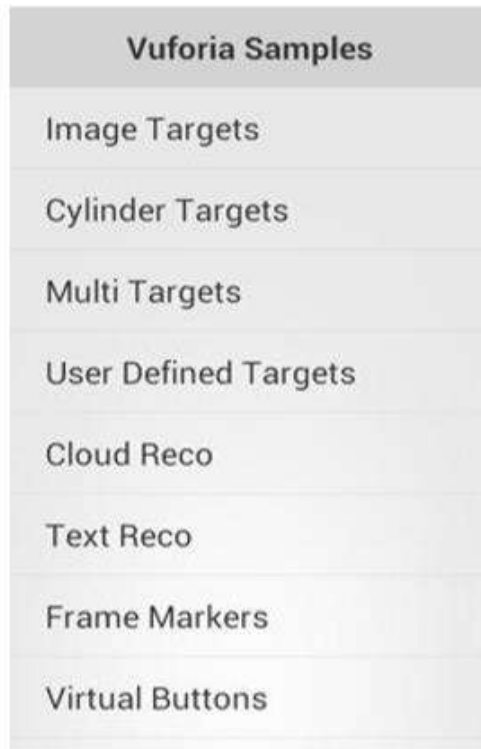 Vuforia Samples
Image Targets
Cylinder Targets
Multi Targets
User Defined Targets
Cloud Reco
Text Reco
Frame Markers
Virtual Buttons